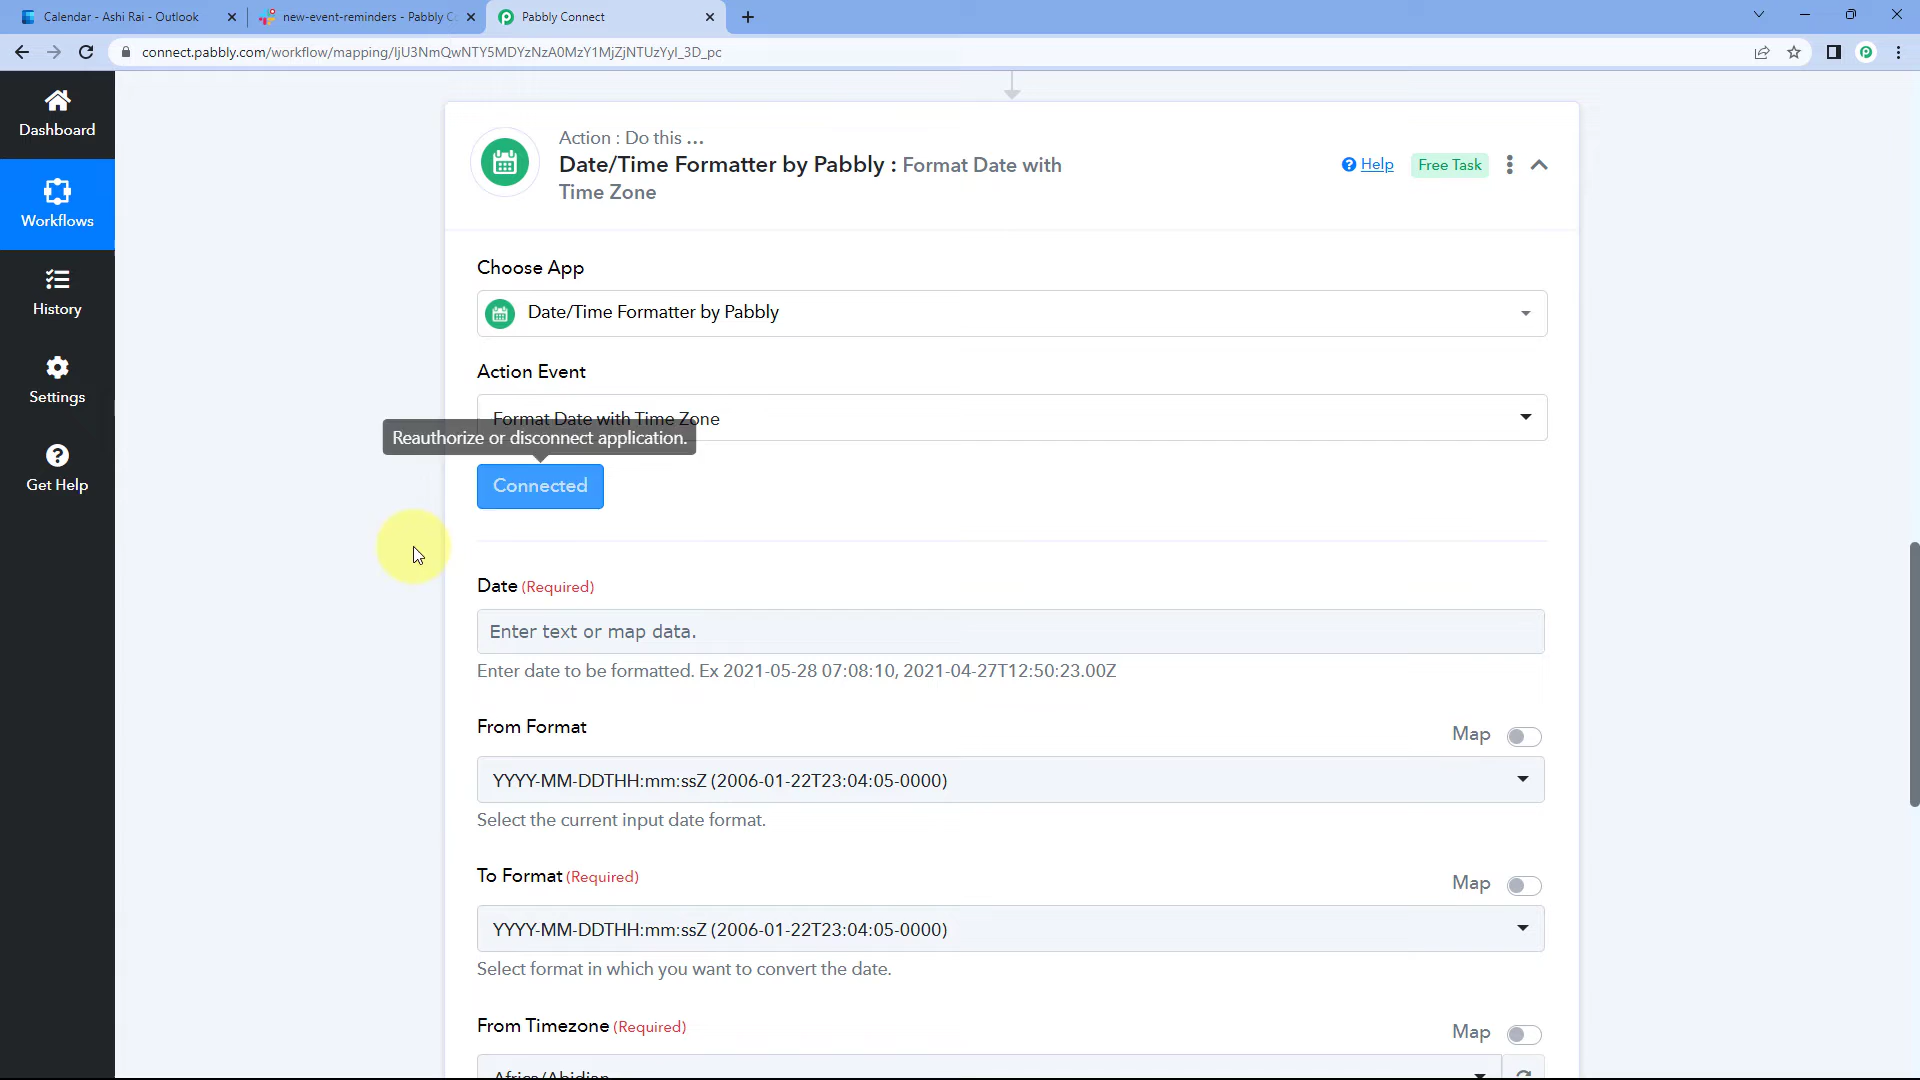 Calendar - Ashi Rai - Outlook
new-event-reminders - Pabbly Co
Pabbly Connect
connect.pabbly.com/workflow/mapping/IjU3NmQwNTY5MDYzNzA0MzY1MjZjNTUzYyI_3D_pc
Dashboard
Workflows
History
Settings
Get Help
Action : Do this ...
Date/Time Formatter by Pabbly : Format Date with
Time Zone
Help
Free Task
Choose App
Date/Time Formatter by Pabbly
Action Event
Format Date with Time Zone
Reauthorize or disconnect application.
Connected
Date (Required)
Enter text or map data.
Enter date to be formatted. Ex 2021-05-28 07:08:10, 2021-04-27T12:50:23.00Z
From Format
Map
YYYY-MM-DDTHH:mm:ssZ (2006-01-22T23:04:05-0000)
Select the current input date format.
To Format (Required)
Map
YYYY-MM-DDTHH:mm:ssZ (2006-01-22T23:04:05-0000)
Select format in which you want to convert the date.
From Timezone (Required)
Map
Africa/Abidjan